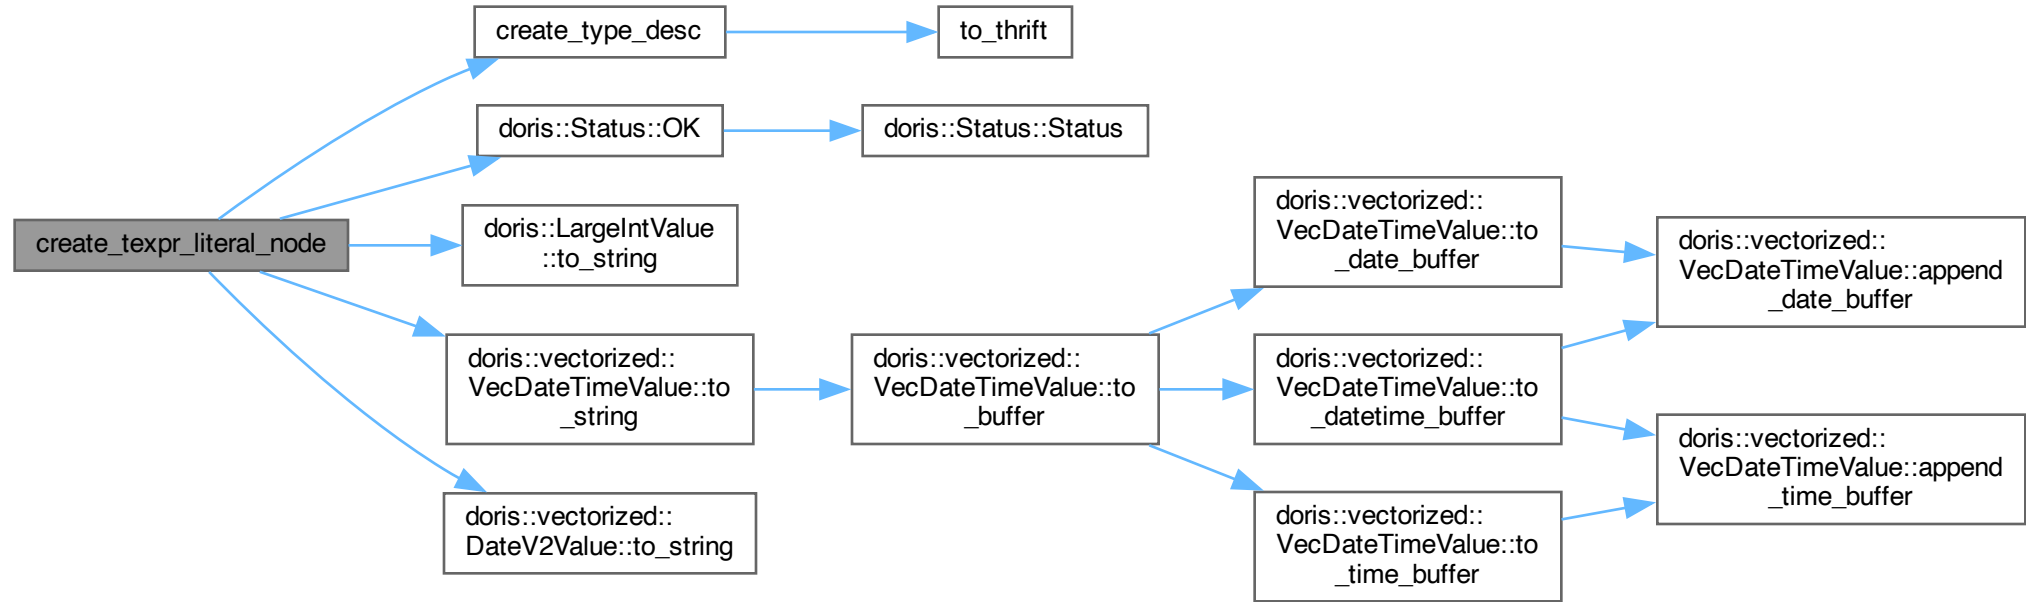 create_texpr_literal_node
create_type_desc
to_thrift
doris::Status::OK
doris::Status::Status
doris::LargeIntValue
::to_string
doris::vectorized::
VecDateTimeValue::to
_string
doris::vectorized::
VecDateTimeValue::to
_buffer
doris::vectorized::
VecDateTimeValue::to
_date_buffer
doris::vectorized::
VecDateTimeValue::append
_date_buffer
doris::vectorized::
VecDateTimeValue::to
_datetime_buffer
doris::vectorized::
VecDateTimeValue::append
_time_buffer
doris::vectorized::
VecDateTimeValue::to
_time_buffer
doris::vectorized::
DateV2Value::to_string